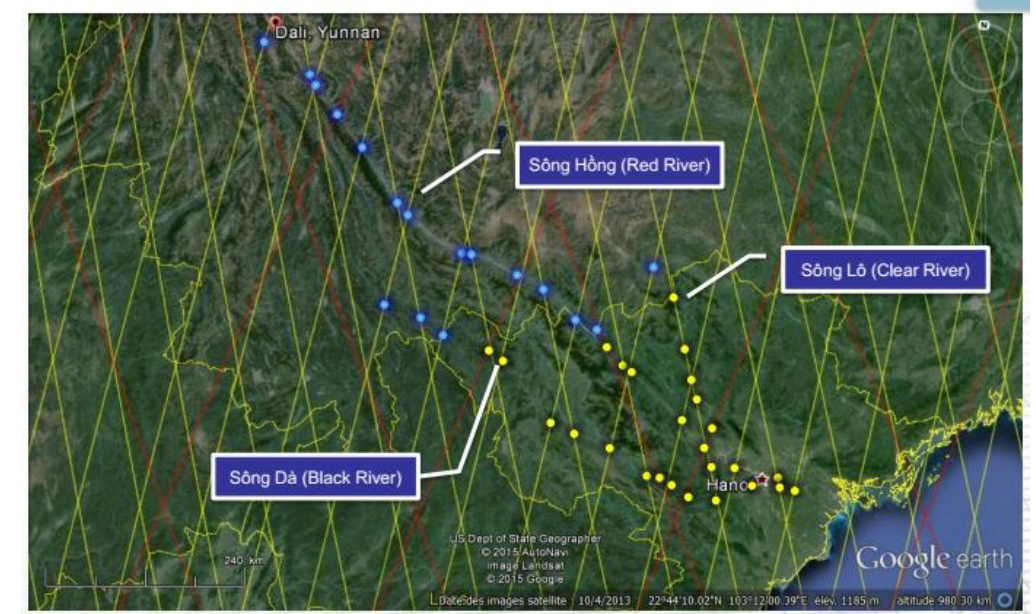 N
Dali, Yunnan
Sông Hồng (Red River)
Sông Lô (Clear River)
Sông Dà (Black River)
Hano
US Dept of State Geographer
© 2015 AutoNavi
Image Landsat
© 2015 Google
240 km
Google earth
Date des images satellite : 10/4/2013 22°44'10.02"N 103°12'00.39"E élév. 1185 m altitude 980.30 km